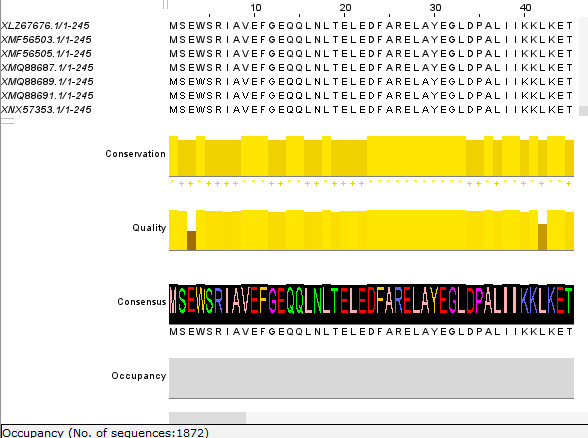 10 20 30 40
XLZ67676.1/1-245 MSEWSRIAVEFGEQQLNLTELEDFARELAYEGLDPALIIKKLKET
XMF56503.1/1-245 MSEWSRIAVEFGEQQLNLTELEDFARELAYEGLDPALIIKKLKET
XMF56505.1/1-245 MSEWSRIAVEFGEQQLNLTELEDFARELAYEGLDPALIIKKLKET
XMQ88687.1/1-245 MSEWSRIAVEFGEQQLNLTELEDFARELAYEGLDPALIIKKLKET
XMQ88689.1/1-245 MSEWSRIAVEFGEQQLNLTELEDFARELAYEGLDPALIIKKLKET
XMQ88691.1/1-245 MSEWSRIAVEFGEQQLNLTELEDFARELAYEGLDPALIIKKLKET
XNX57353.1/1-245 MSEWSRIAVEFGEQQLNLTELEDFARELAYEGLDPALIIKKLKET
Conservation
Quality
Consensus MSEWSRIAVEFGEQQLNLTELEDFARELAYEGLDPALIIKKLKET
MSEWSRIAVEFGEQQLNLTELEDFARELAYEGLDPALIIKKLKET
Occupancy
Occupancy (No. of sequences:1872)